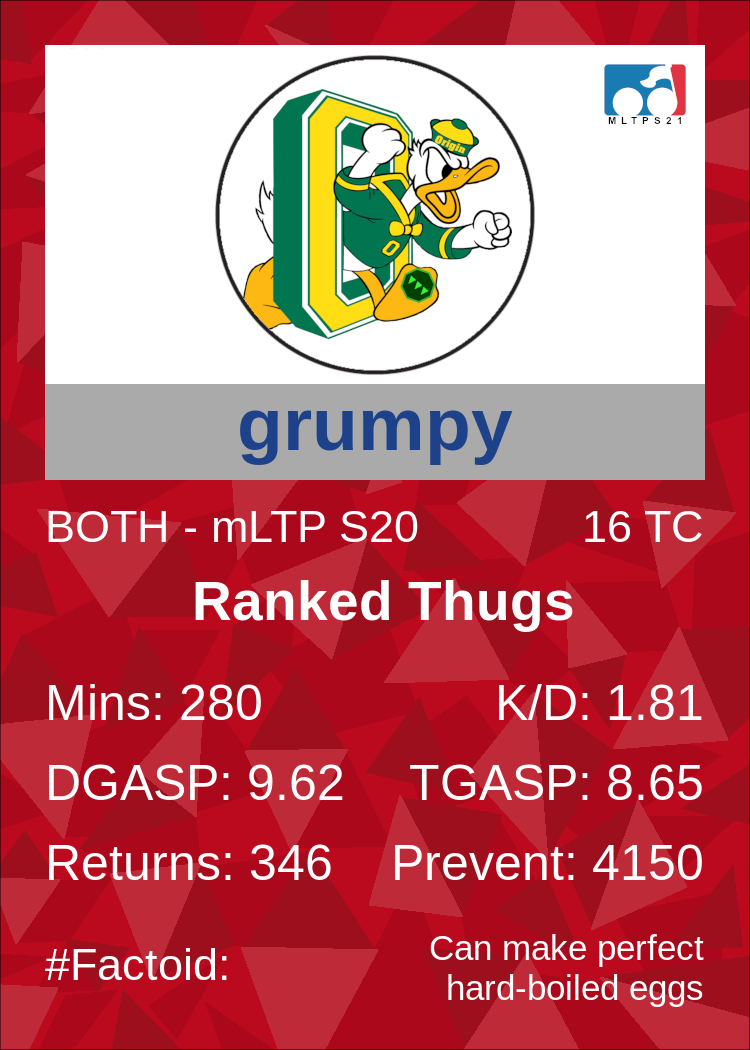 Origin
O
MLTPS21
grumpy
BOTH - mLTP S20 16 TC
Ranked Thugs
Mins: 280 K/D: 1.81
DGASP: 9.62 TGASP: 8.65
Returns: 346 Prevent: 4150
#Factoid: Can make perfect
hard-boiled eggs